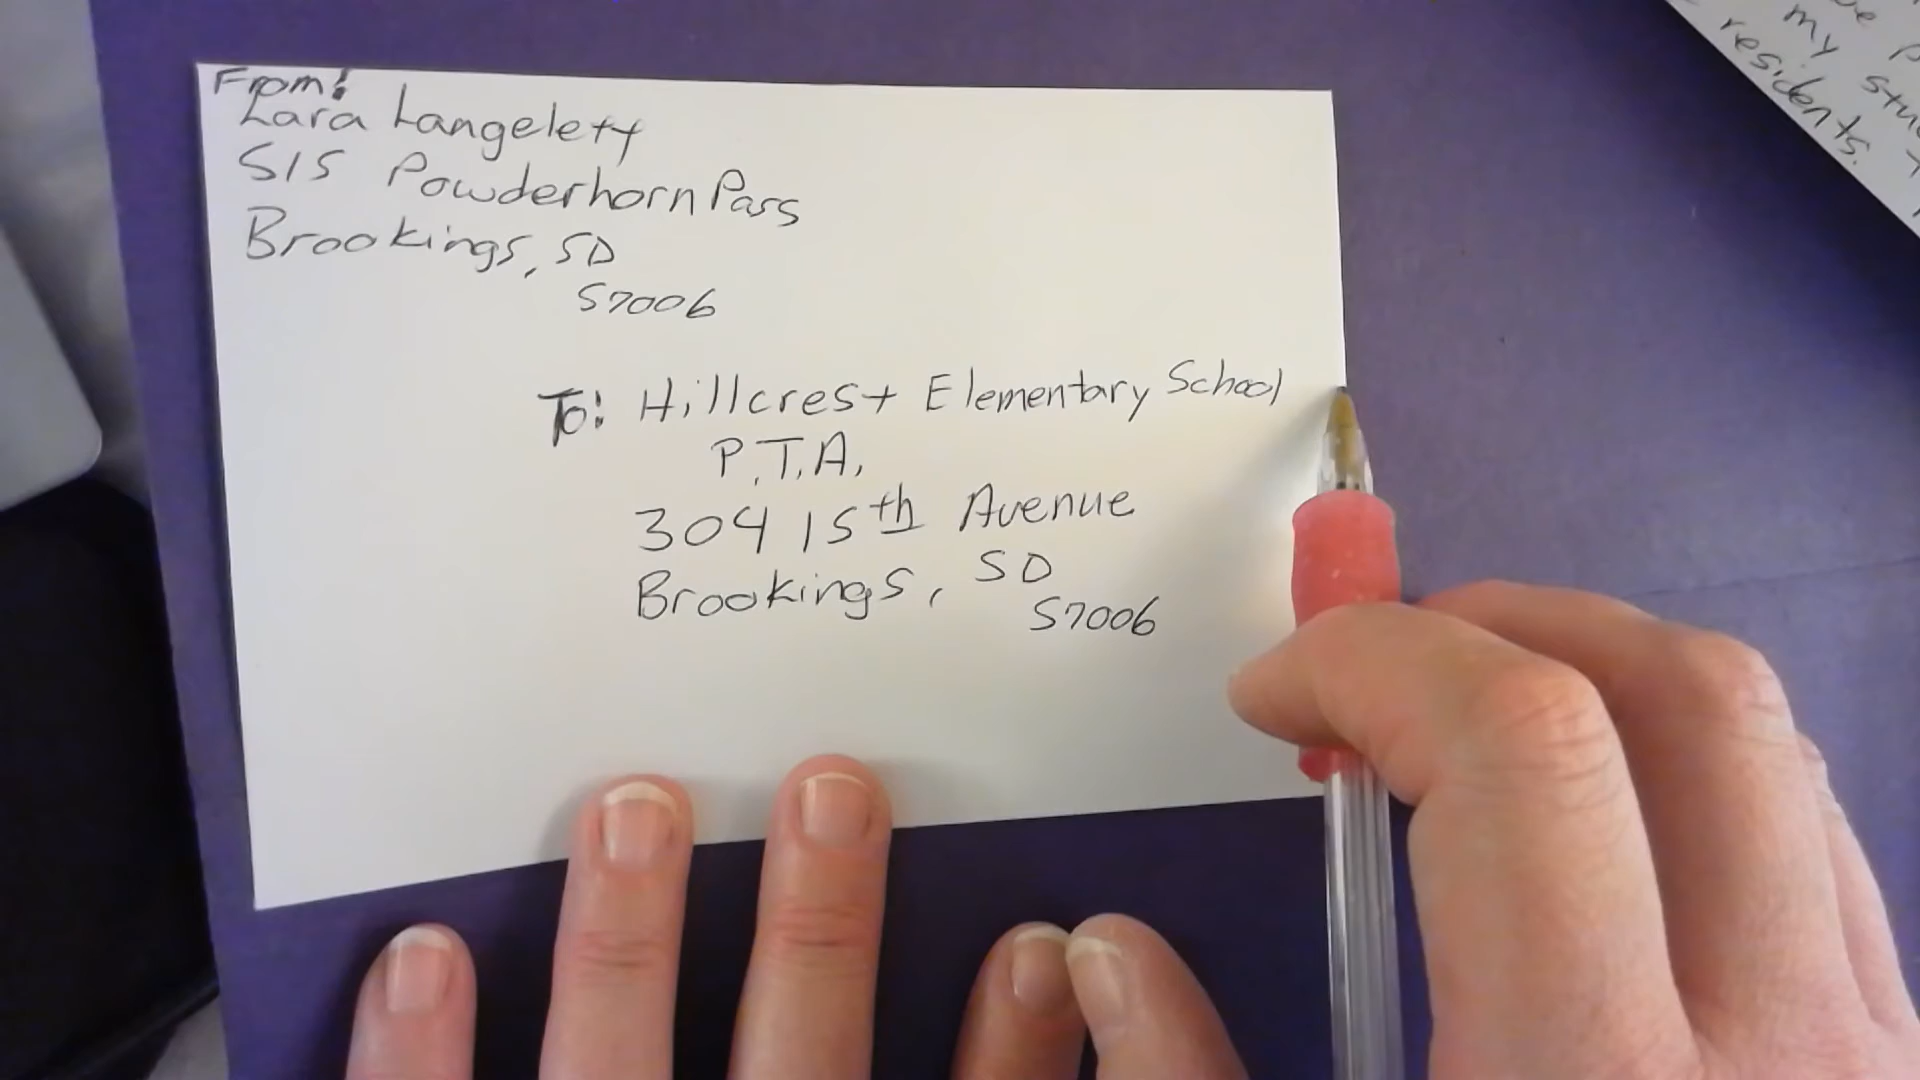 From:
Lara Langelett
515 Powderhorn Pass
Brookings, SD
57006
To: Hillcrest Elementary School
P.T.A.
304 15th Avenue
Brookings, SD
57006
my
residents.